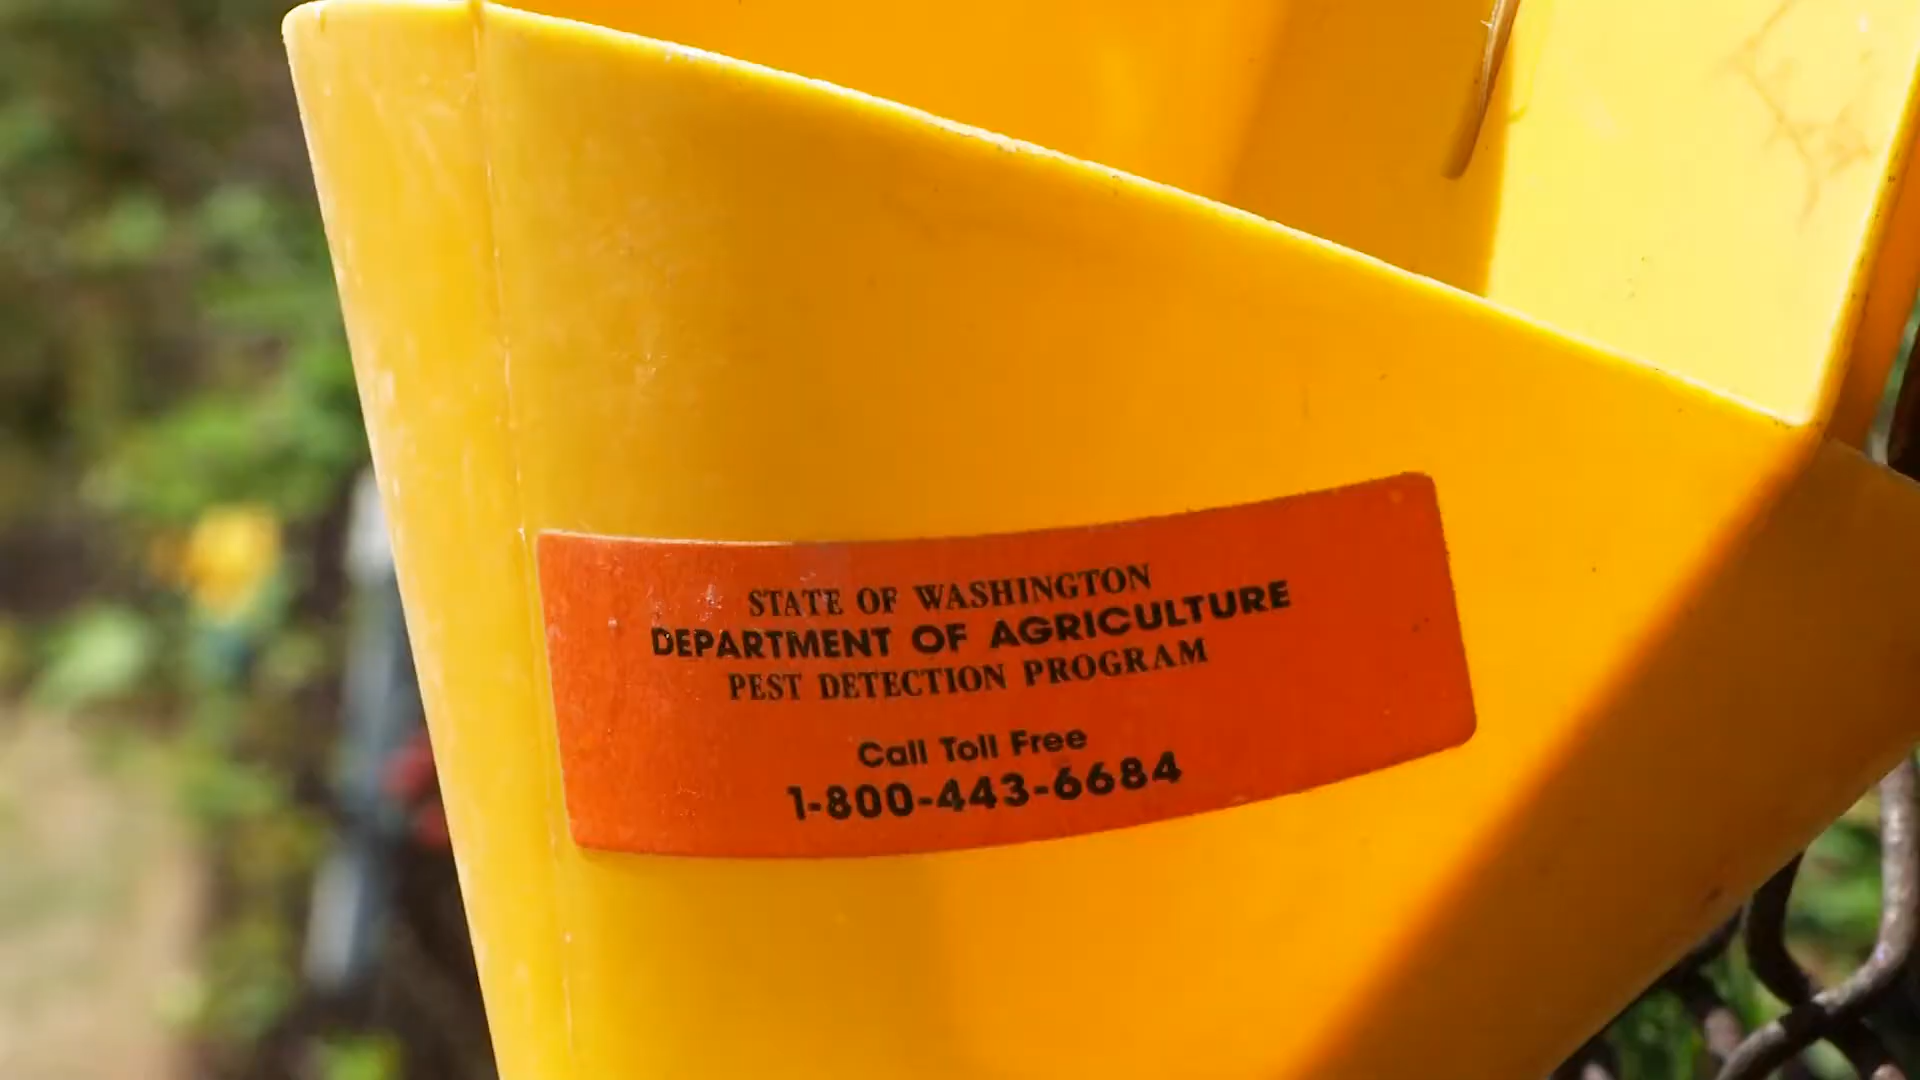 STATE OF WASHINGTON
DEPARTMENT OF AGRICULTURE
PEST DETECTION PROGRAM
Call Toll Free
1-800-443-6684